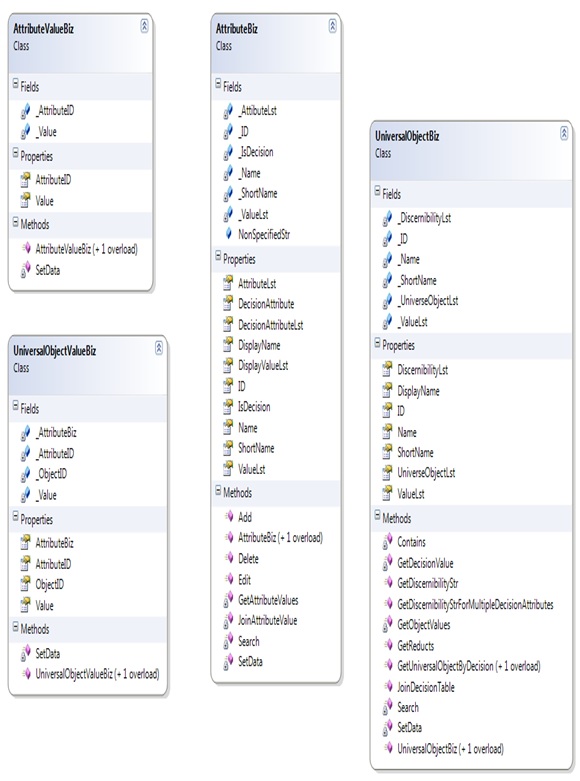 AttributeValueBiz
Class
Fields
_AttributeID
_Value
Properties
AttributeID
Value
Methods
AttributeValueBiz (+ 1 overload)
SetData
UniversalObjectValueBiz
Class
Fields
_AttributeBiz
_AttributeID
_ObjectID
_Value
Properties
AttributeBiz
AttributeID
ObjectID
Value
Methods
SetData
UniversalObjectValueBiz (+ 1 overload)
AttributeBiz
Class
Fields
_AttibuteLst
_ID
_IsDecision
_Name
_ShortName
_ValueLst
NonSpecifiedStr
Properties
AttributeLst
DecisionAttribute
DecisionAttributeLst
DisplayName
DisplayValueLst
ID
IsDecision
Name
ShortName
ValueLst
Methods
Add
AttributeBiz (+ 1 overload)
Delete
Edit
GetAttributeValues
JoinAttributeValue
Search
SetData
UniversalObjectBiz
Class
Fields
_DiscernibilityLst
_ID
_Name
_ShortName
_UniverseObjectLst
_ValueLst
Properties
DiscernibilityLst
DisplayName
ID
Name
ShortName
UniverseObjectLst
ValueLst
Methods
Contains
GetDecisionValue
GetDiscernibilityStr
GetDiscernibilityStrForMultipleDecisionAttributes
GetObjectValues
GetReducts
GetUniversalObjectByDecision (+ 1 overload)
JoinDecisionTable
Search
SetData
UniversalObjectBiz (+ 1 overload)